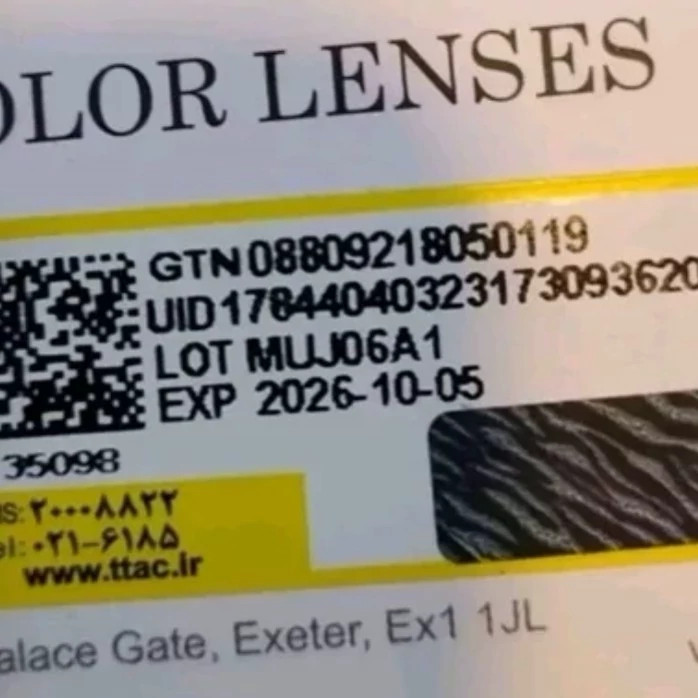 OLOR LENSES
GTN 08809218050119
UID 17844040323173093620
LOT MUJ06A1
EXP 2026-10-05
35098
۲۰۰۰۸۸۲۲
۰۲۱-۶۱۸۵
www.ttac.ir
alace Gate, Exeter, Ex1 1JL